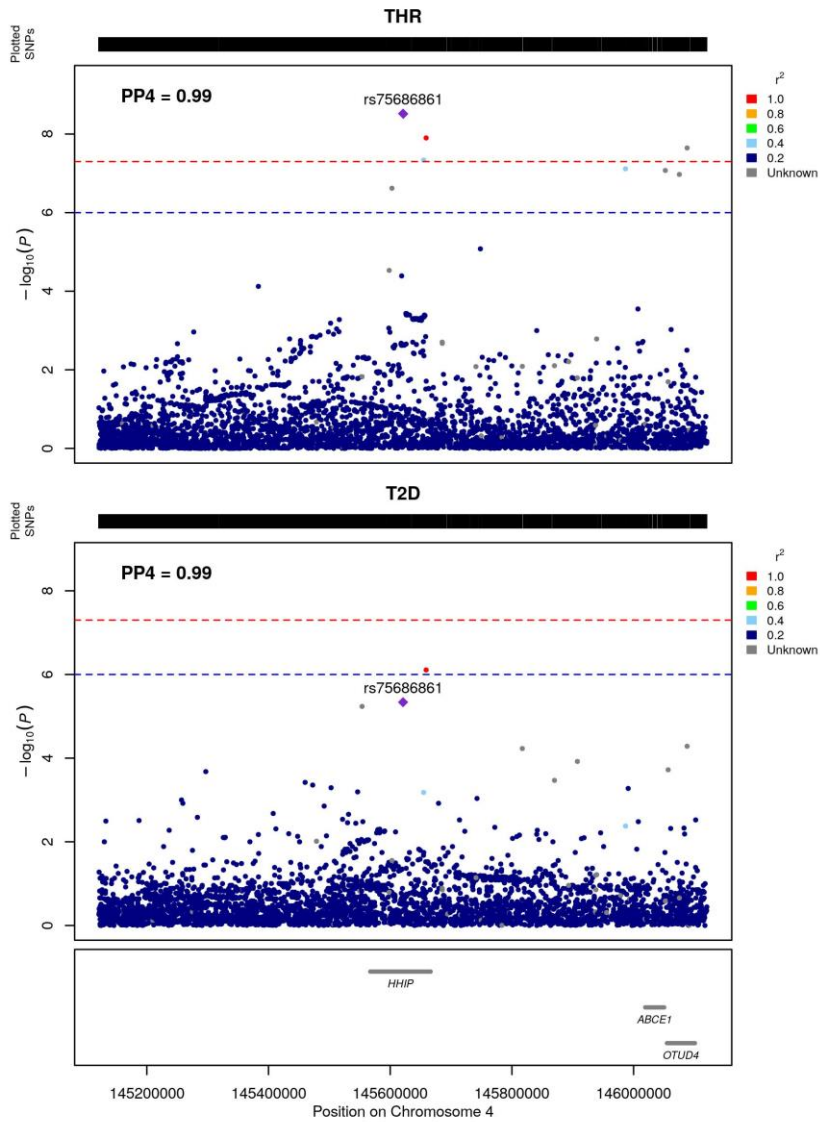 THR
Plotted
SNPs
PP4 = 0.99
rs75686861
r²
1.0
0.8
0.6
0.4
0.2
Unknown
− log₁₀(P)
8
6
4
2
0
T2D
Plotted
SNPs
PP4 = 0.99
rs75686861
r²
1.0
0.8
0.6
0.4
0.2
Unknown
− log₁₀(P)
8
6
4
2
0
HHIP
ABCE1
OTUD4
145200000 145400000 145600000 145800000 146000000
Position on Chromosome 4